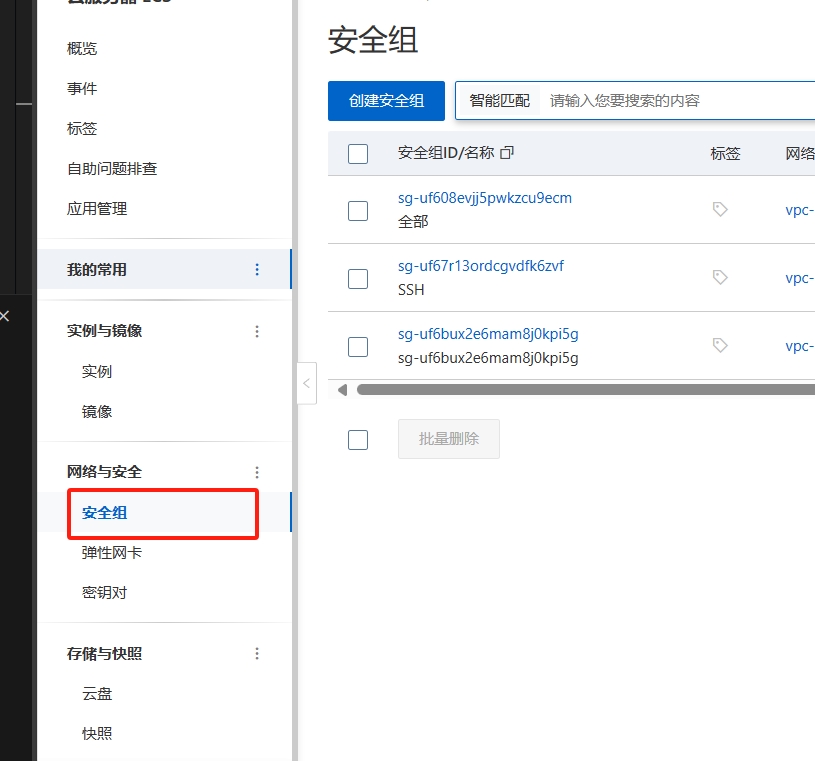 概览
事件
标签
自助问题排查
应用管理
我的常用
实例与镜像
实例
镜像
网络与安全
安全组
弹性网卡
密钥对
存储与快照
云盘
快照
安全组
创建安全组
智能匹配 请输入您要搜索的内容
安全组ID/名称 标签 网络
sg-uf608evjj5pwkzcu9ecm vpc-
全部
sg-uf67r13ordcgvdfk6zvf vpc-
SSH
sg-uf6bux2e6mam8j0kpi5g vpc-
sg-uf6bux2e6mam8j0kpi5g
批量删除